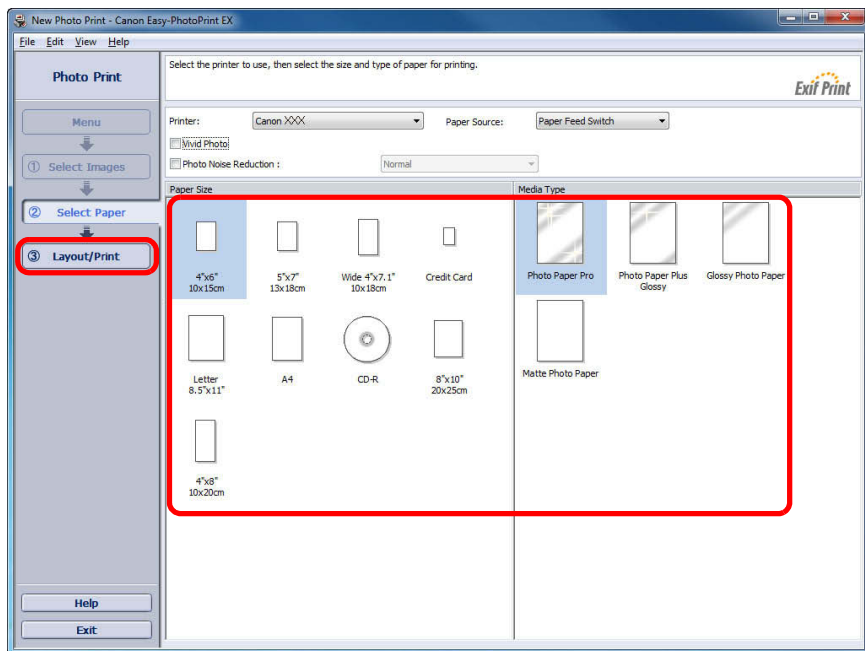 New Photo Print - Canon Easy-PhotoPrint EX
File Edit View Help
Photo Print
Select the printer to use, then select the size and type of paper for printing.
Exif Print
Menu
① Select Images
② Select Paper
③ Layout/Print
Help
Exit
Printer: Canon XXX Paper Source: Paper Feed Switch
Vivid Photo
Photo Noise Reduction : Normal
Paper Size
4"x6"
10x15cm
5"x7"
13x18cm
Wide 4"x7.1"
10x18cm
Credit Card
Letter
8.5"x11"
A4
CD-R
8"x10"
20x25cm
4"x8"
10x20cm
Media Type
Photo Paper Pro
Photo Paper Plus
Glossy
Glossy Photo Paper
Matte Photo Paper